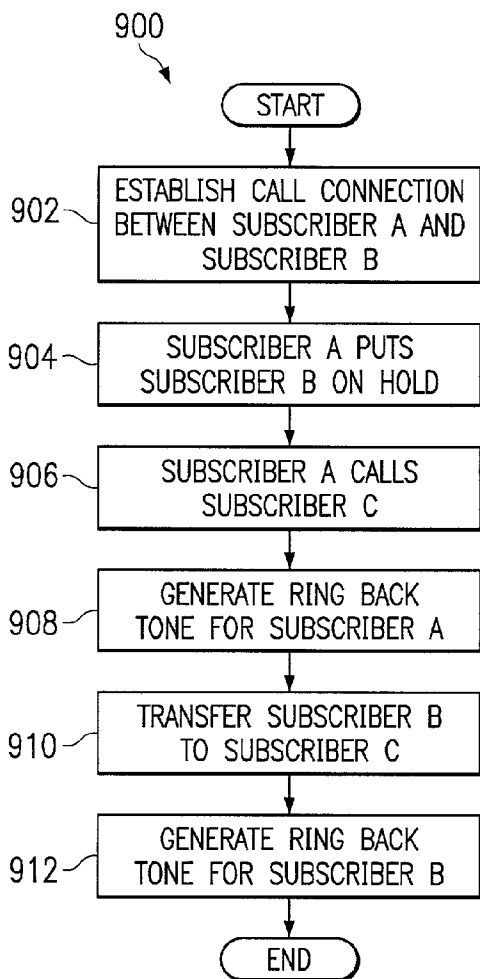 900
START
902
ESTABLISH CALL CONNECTION
BETWEEN SUBSCRIBER A AND
SUBSCRIBER B
904
SUBSCRIBER A PUTS
SUBSCRIBER B ON HOLD
906
SUBSCRIBER A CALLS
SUBSCRIBER C
908
GENERATE RING BACK
TONE FOR SUBSCRIBER A
910
TRANSFER SUBSCRIBER B
TO SUBSCRIBER C
912
GENERATE RING BACK
TONE FOR SUBSCRIBER B
END